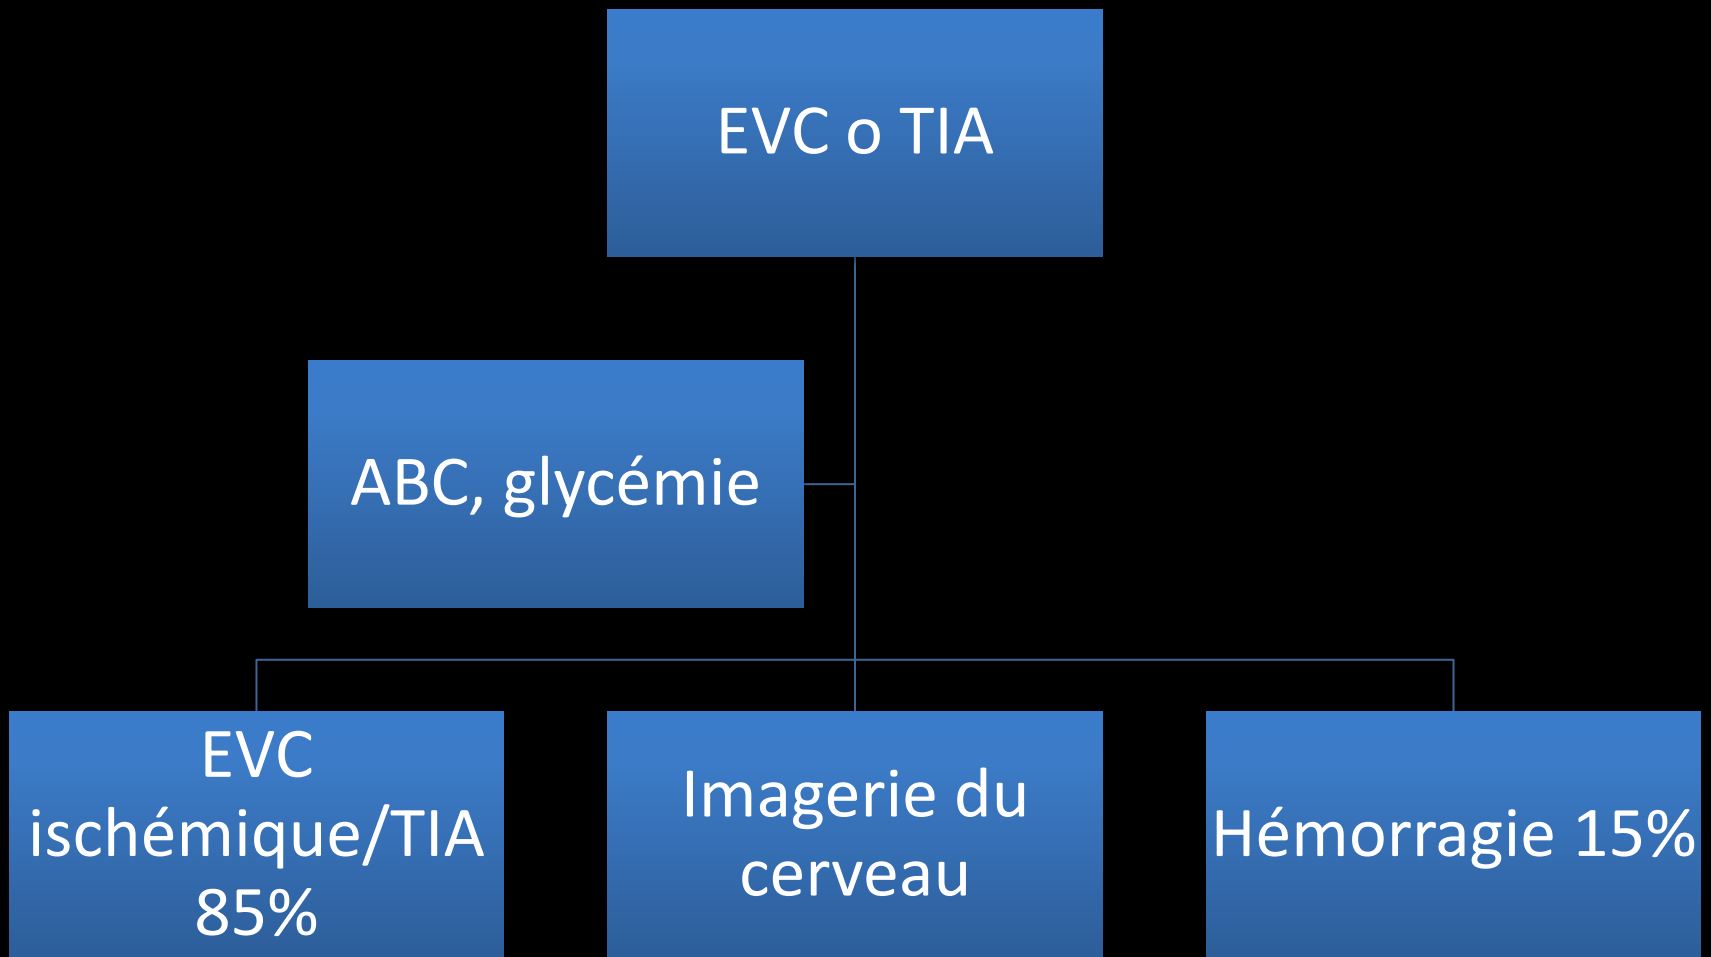 EVC o TIA
ABC, glycémie
EVC
ischémique/TIA
85%
Imagerie du
cerveau
Hémorragie 15%